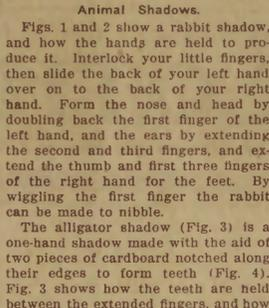 Animal Shadows.
Figs. 1 and 2 show a rabbit shadow,
and how the hands are held to pro-
duce it. Interlock your little fingers,
then slide the back of your left hand
over on to the back of your right
hand. Form the nose and head by
doubling back the first finger of the
left hand, and the ears by extending
the second and third fingers, and ex-
tend the thumb and first three fingers
of the right hand for the feet. By
wiggling the first finger the rabbit
can be made to nibble.
The alligator shadow (Fig. 3) is a
one-hand shadow made with the aid of
two pieces of cardboard notched along
their edges to form teeth (Fig. 4).
Fig. 3 shows how the teeth are held
between the extended fingers, and how